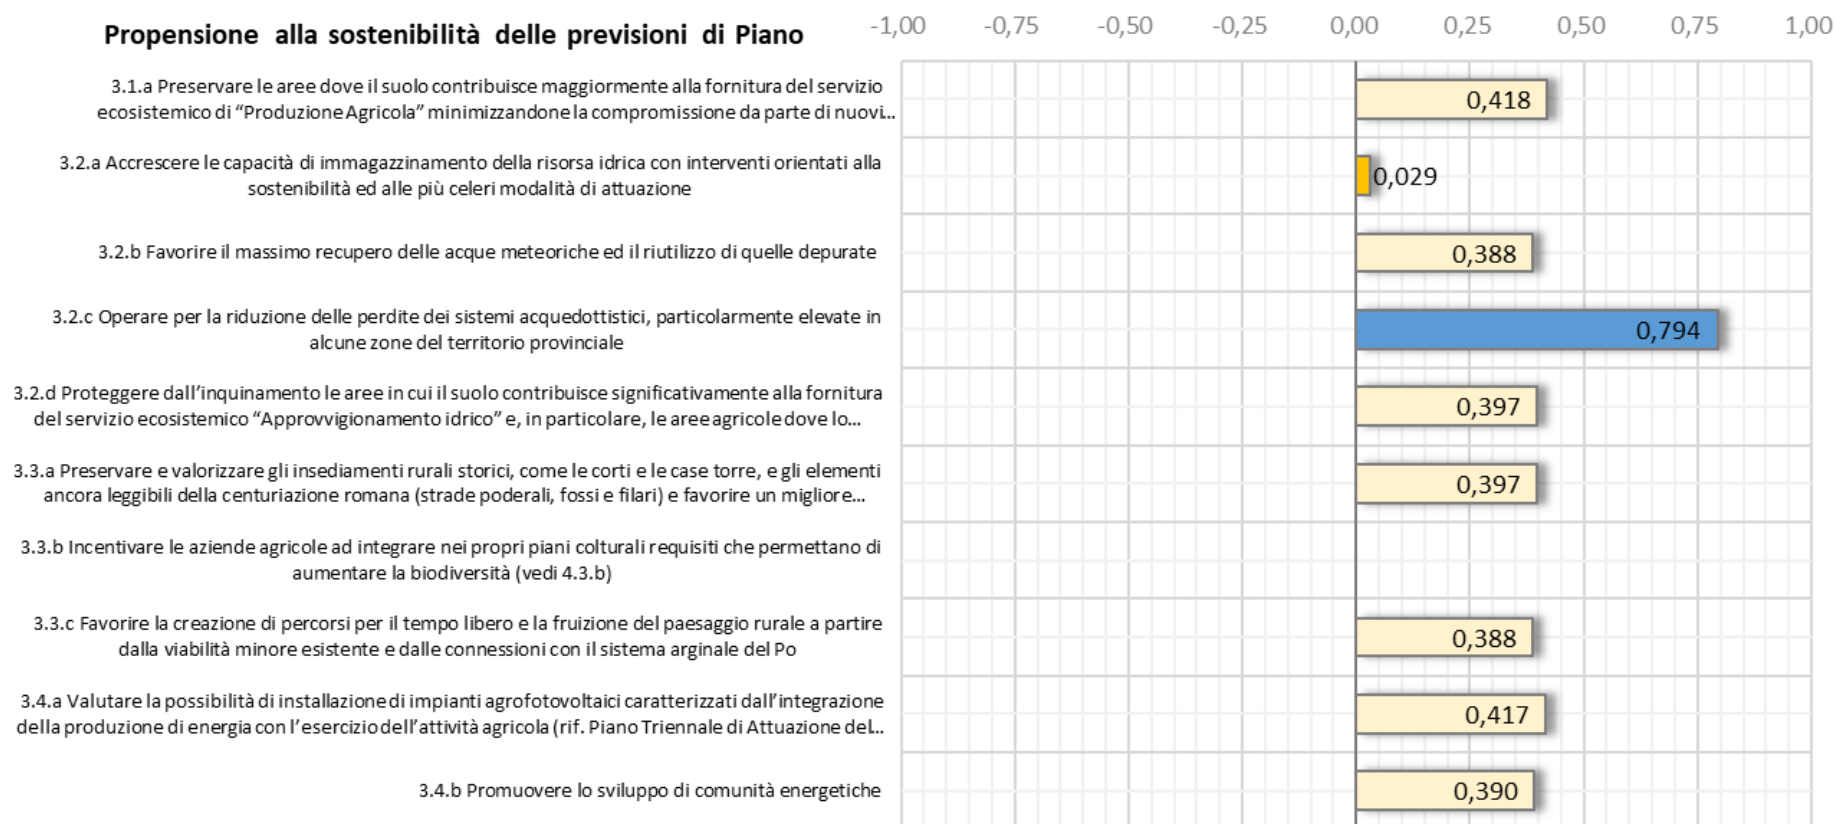 Propensione alla sostenibilità delle previsioni di Piano
-1,00 -0,75 -0,50 -0,25 0,00 0,25 0,50 0,75 1,00
3.1.a Preservare le aree dove il suolo contribuisce maggiormente alla fornitura del servizio
ecosistemico di “Produzione Agricola” minimizzandone la compromissione da parte di nuovi...
0,418
3.2.a Accrescere le capacità di immagazzinamento della risorsa idrica con interventi orientati alla
sostenibilità ed alle più celeri modalità di attuazione
0,029
3.2.b Favorire il massimo recupero delle acque meteoriche ed il riutilizzo di quelle depurate
0,388
3.2.c Operare per la riduzione delle perdite dei sistemi acquedottistici, particolarmente elevate in
alcune zone del territorio provinciale
0,794
3.2.d Proteggere dall’inquinamento le aree in cui il suolo contribuisce significativamente alla fornitura
del servizio ecosistemico “Approvvigionamento idrico” e, in particolare, le aree agricole dove lo...
0,397
3.3.a Preservare e valorizzare gli insediamenti rurali storici, come le corti e le case torre, e gli elementi
ancora leggibili della centuriazione romana (strade poderali, fossi e filari) e favorire un migliore...
0,397
3.3.b Incentivare le aziende agricole ad integrare nei propri piani colturali requisiti che permettano di
aumentare la biodiversità (vedi 4.3.b)
3.3.c Favorire la creazione di percorsi per il tempo libero e la fruizione del paesaggio rurale a partire
dalla viabilità minore esistente e dalle connessioni con il sistema arginale del Po
0,388
3.4.a Valutare la possibilità di installazione di impianti agrofotovoltaici caratterizzati dall’integrazione
della produzione di energia con l’esercizio dell’attività agricola (rif. Piano Triennale di Attuazione del...
0,417
3.4.b Promuovere lo sviluppo di comunità energetiche
0,390